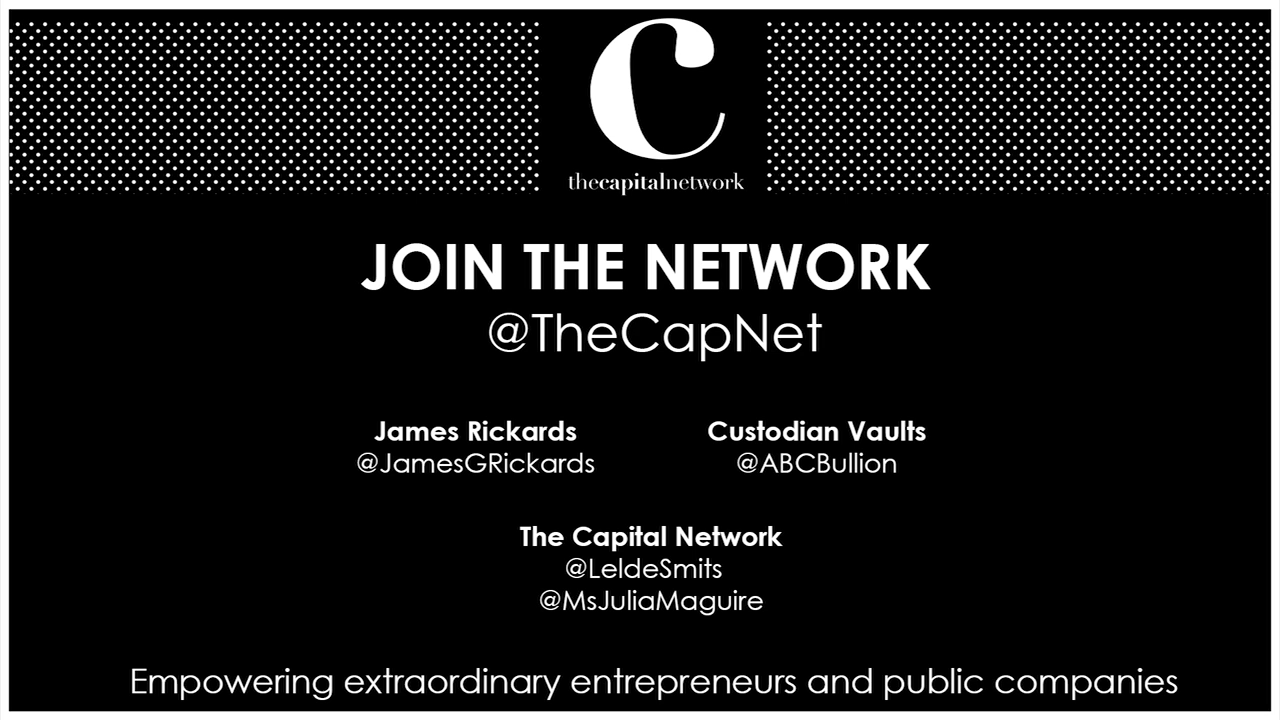 C
thecapitalnetwork
JOIN THE NETWORK
@TheCapNet
James Rickards
@JamesGRickards
Custodian Vaults
@ABCBullion
The Capital Network
@LeldeSmits
@MsJuliaMaguire
Empowering extraordinary entrepreneurs and public companies